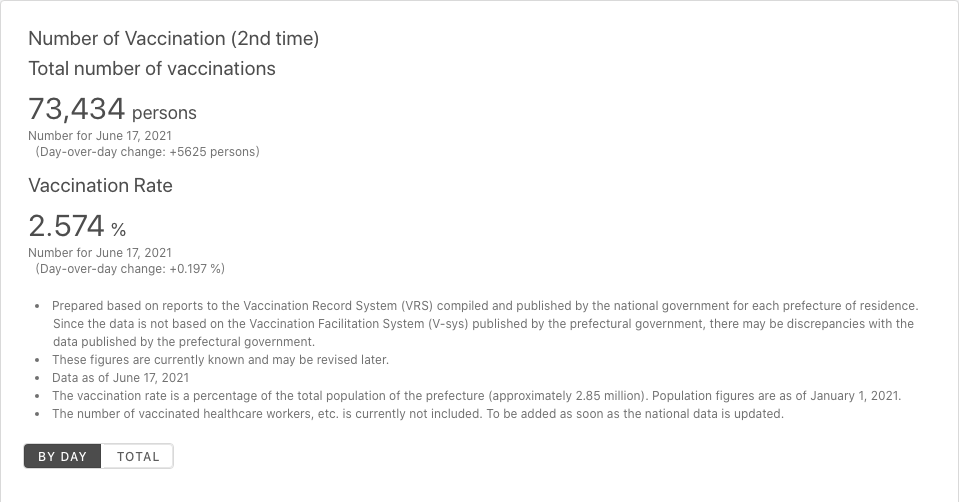 Number of Vaccination (2nd time)
Total number of vaccinations
73,434 persons
Number for June 17, 2021
(Day-over-day change: +5625 persons)
Vaccination Rate
2.574 %
Number for June 17, 2021
(Day-over-day change: +0.197 %)
• Prepared based on reports to the Vaccination Record System (VRS) compiled and published by the national government for each prefecture of residence.
Since the data is not based on the Vaccination Facilitation System (V-sys) published by the prefectural government, there may be discrepancies with the
data published by the prefectural government.
• These figures are currently known and may be revised later.
• Data as of June 17, 2021
• The vaccination rate is a percentage of the total population of the prefecture (approximately 2.85 million). Population figures are as of January 1, 2021.
• The number of vaccinated healthcare workers, etc. is currently not included. To be added as soon as the national data is updated.
BY DAY TOTAL